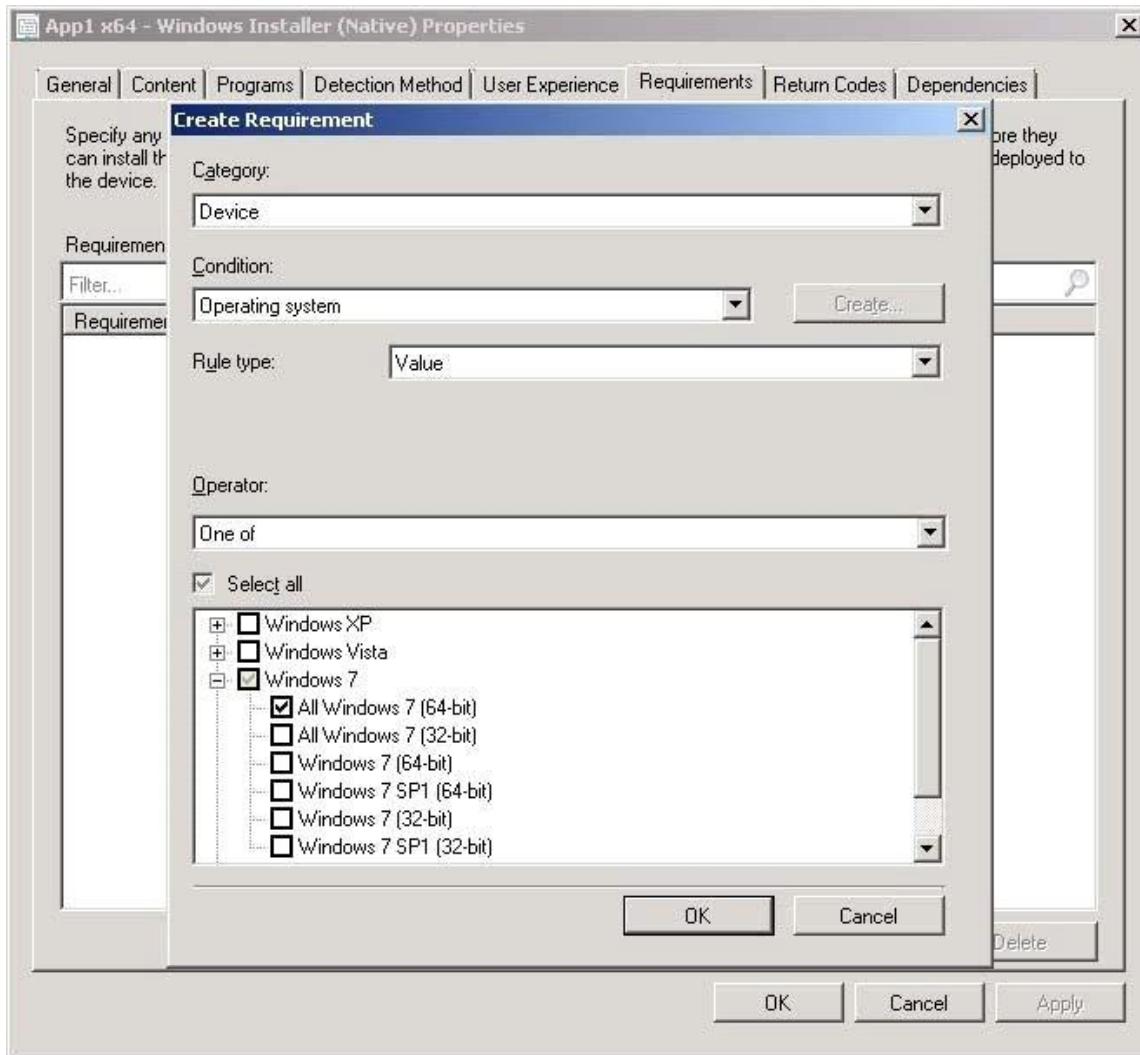 App1 x64 - Windows Installer (Native) Properties
General Content Programs Detection Method User Experience Requirements Return Codes Dependencies
Create Requirement
Specify any
can install th
the device.
ore they
deployed to
Category:
Device
Requiremen
Condition:
Filter...
Operating system
Create...
Requiremen
Rule type:
Value
Operator:
One of
Select all
Windows XP
Windows Vista
Windows 7
All Windows 7 (64-bit)
All Windows 7 (32-bit)
Windows 7 (64-bit)
Windows 7 SP1 (64-bit)
Windows 7 (32-bit)
Windows 7 SP1 (32-bit)
OK Cancel
Delete
OK Cancel Apply